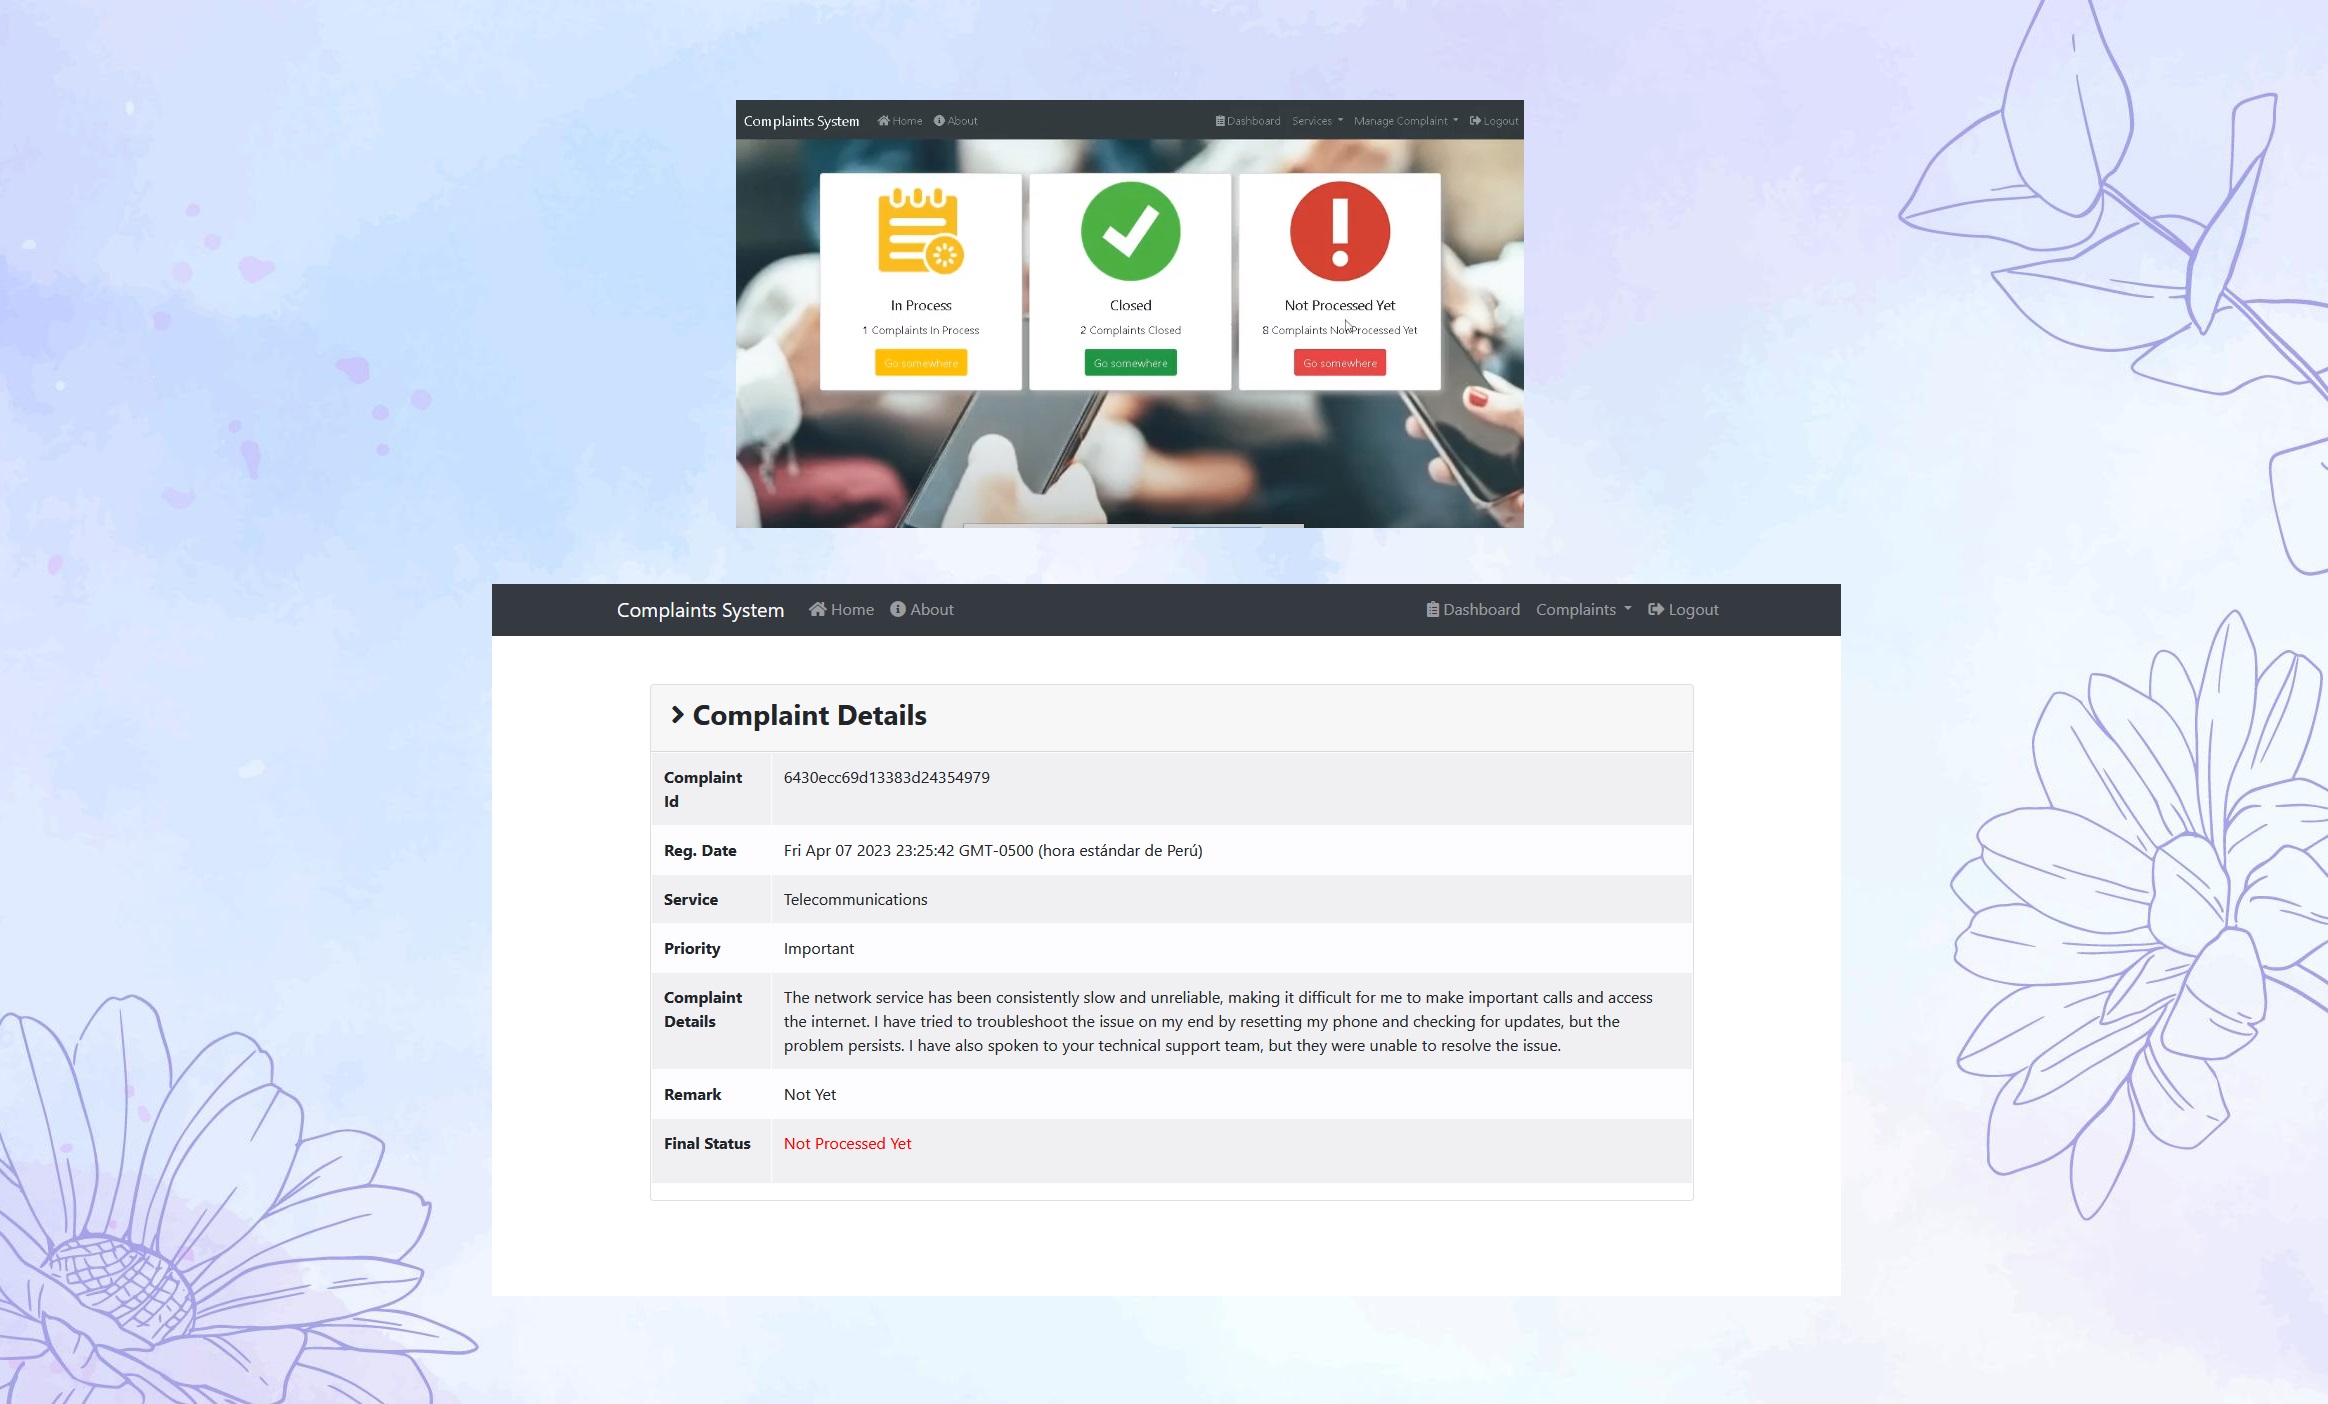 Complaints System Home About Dashboard Services Manage Complaint Logout
In Process Closed Not Processed Yet
1 Complaints In Process 2 Complaints Closed 8 Complaints Processed Yet
Go somewhere Go somewhere Go somewhere
Complaints System Home About Dashboard Complaints Logout
Complaint Details
Complaint 6430ecc69d13383d24354979
Id
Reg. Date Fri Apr 07 2023 23:25:42 GMT-0500 (hora estándar de Perú)
Service Telecommunications
Priority Important
Complaint The network service has been consistently slow and unreliable, making it difficult for me to make important calls and access
Details the internet. I have tried to troubleshoot the issue on my end by resetting my phone and checking for updates, but the
problem persists. I have also spoken to your technical support team, but they were unable to resolve the issue.
Remark Not Yet
Final Status Not Processed Yet